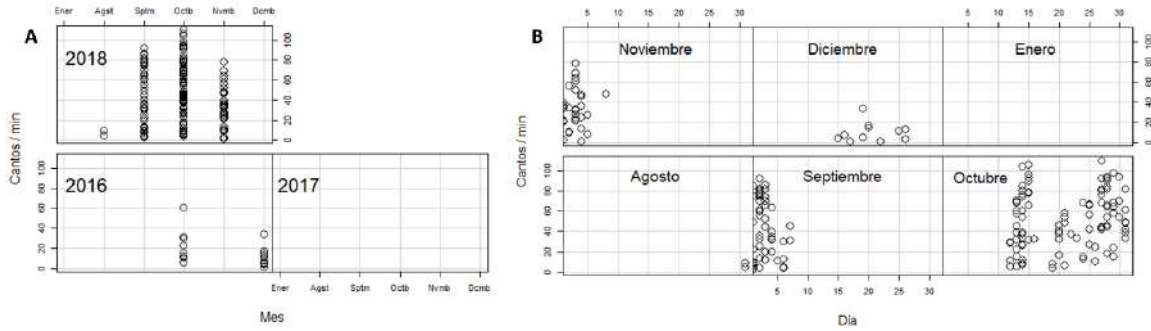 A
Ener Agst Sptm Octb Nvmb Dcmb
2018
0 20 40 60 80 100
Cantos / min
2016
2017
0 20 40 60 80 100
Ener Agst Sptm Octb Nvmb Dcmb
Mes
B
5 10 15 20 25 30
5 10 15 20 25 30
Noviembre
Diciembre
Enero
0 20 40 60 80 100
Cantos / min
Agosto
Septiembre
Octubre
0 20 40 60 80 100
5 10 15 20 25 30
Día